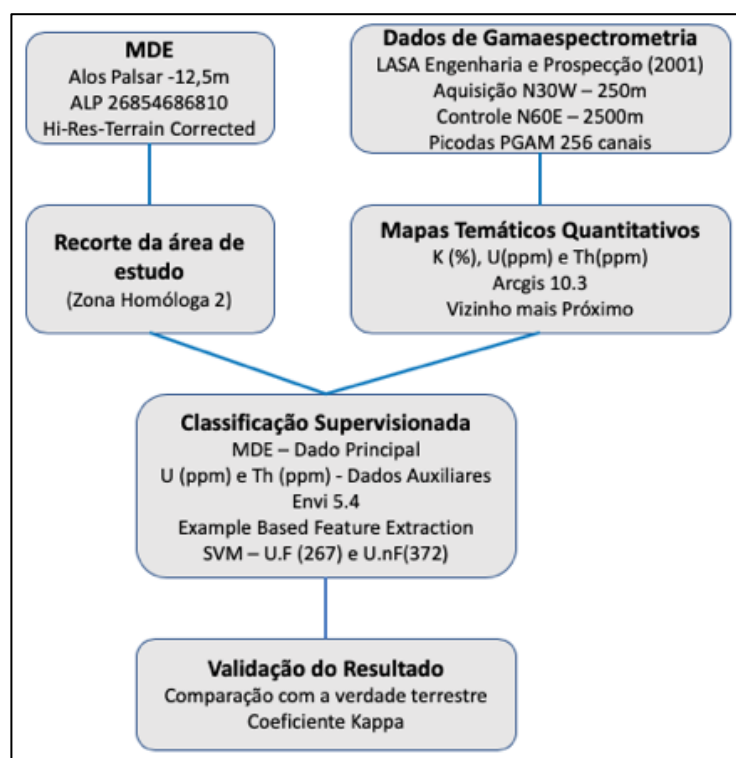 MDE
Alos Palsar -12,5m
ALP 26854686810
Hi-Res-Terrain Corrected
Dados de Gamaespectrometria
LASA Engenharia e Prospecção (2001)
Aquisição N30W – 250m
Controle N60E – 2500m
Picodas PGAM 256 canais
Recorte da área de
estudo
(Zona Homóloga 2)
Mapas Temáticos Quantitativos
K (%), U(ppm) e Th(ppm)
Arcgis 10.3
Vizinho mais Próximo
Classificação Supervisionada
MDE – Dado Principal
U (ppm) e Th (ppm) - Dados Auxiliares
Envi 5.4
Example Based Feature Extraction
SVM – U.F (267) e U.nF(372)
Validação do Resultado
Comparação com a verdade terrestre
Coeficiente Kappa